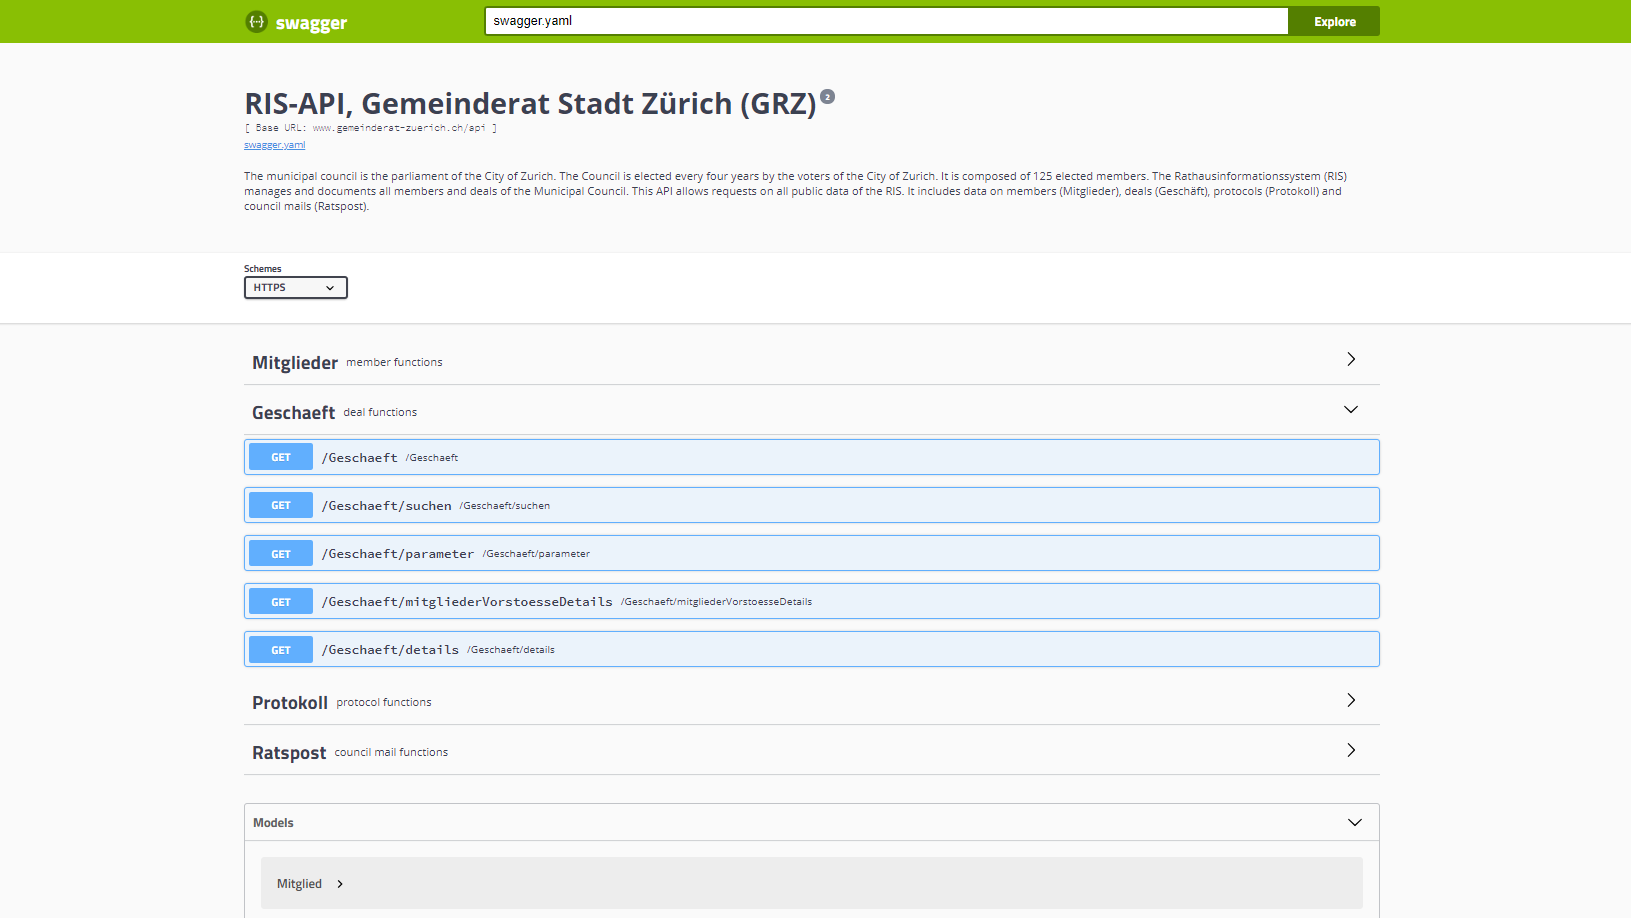 swagger
swagger.yaml
Explore
RIS-API, Gemeinderat Stadt Zürich (GRZ) 2
[ Base URL: www.gemeinderat-zuerich.ch/api ]
swagger.yaml
The municipal council is the parliament of the City of Zurich. The Council is elected every four years by the voters of the City of Zurich. It is composed of 125 elected members. The Rathausinformationssystem (RIS)
manages and documents all members and deals of the Municipal Council. This API allows requests on all public data of the RIS. It includes data on members (Mitglieder), deals (Geschäft), protocols (Protokoll) and
council mails (Ratspost).
Schemes
HTTPS
Mitglieder member functions
Geschaeft deal functions
GET /Geschaeft /Geschaeft
GET /Geschaeft/suchen /Geschaeft/suchen
GET /Geschaeft/parameter /Geschaeft/parameter
GET /Geschaeft/mitgliederVorstoesseDetails /Geschaeft/mitgliederVorstoesseDetails
GET /Geschaeft/details /Geschaeft/details
Protokoll protocol functions
Ratspost council mail functions
Models
Mitglied